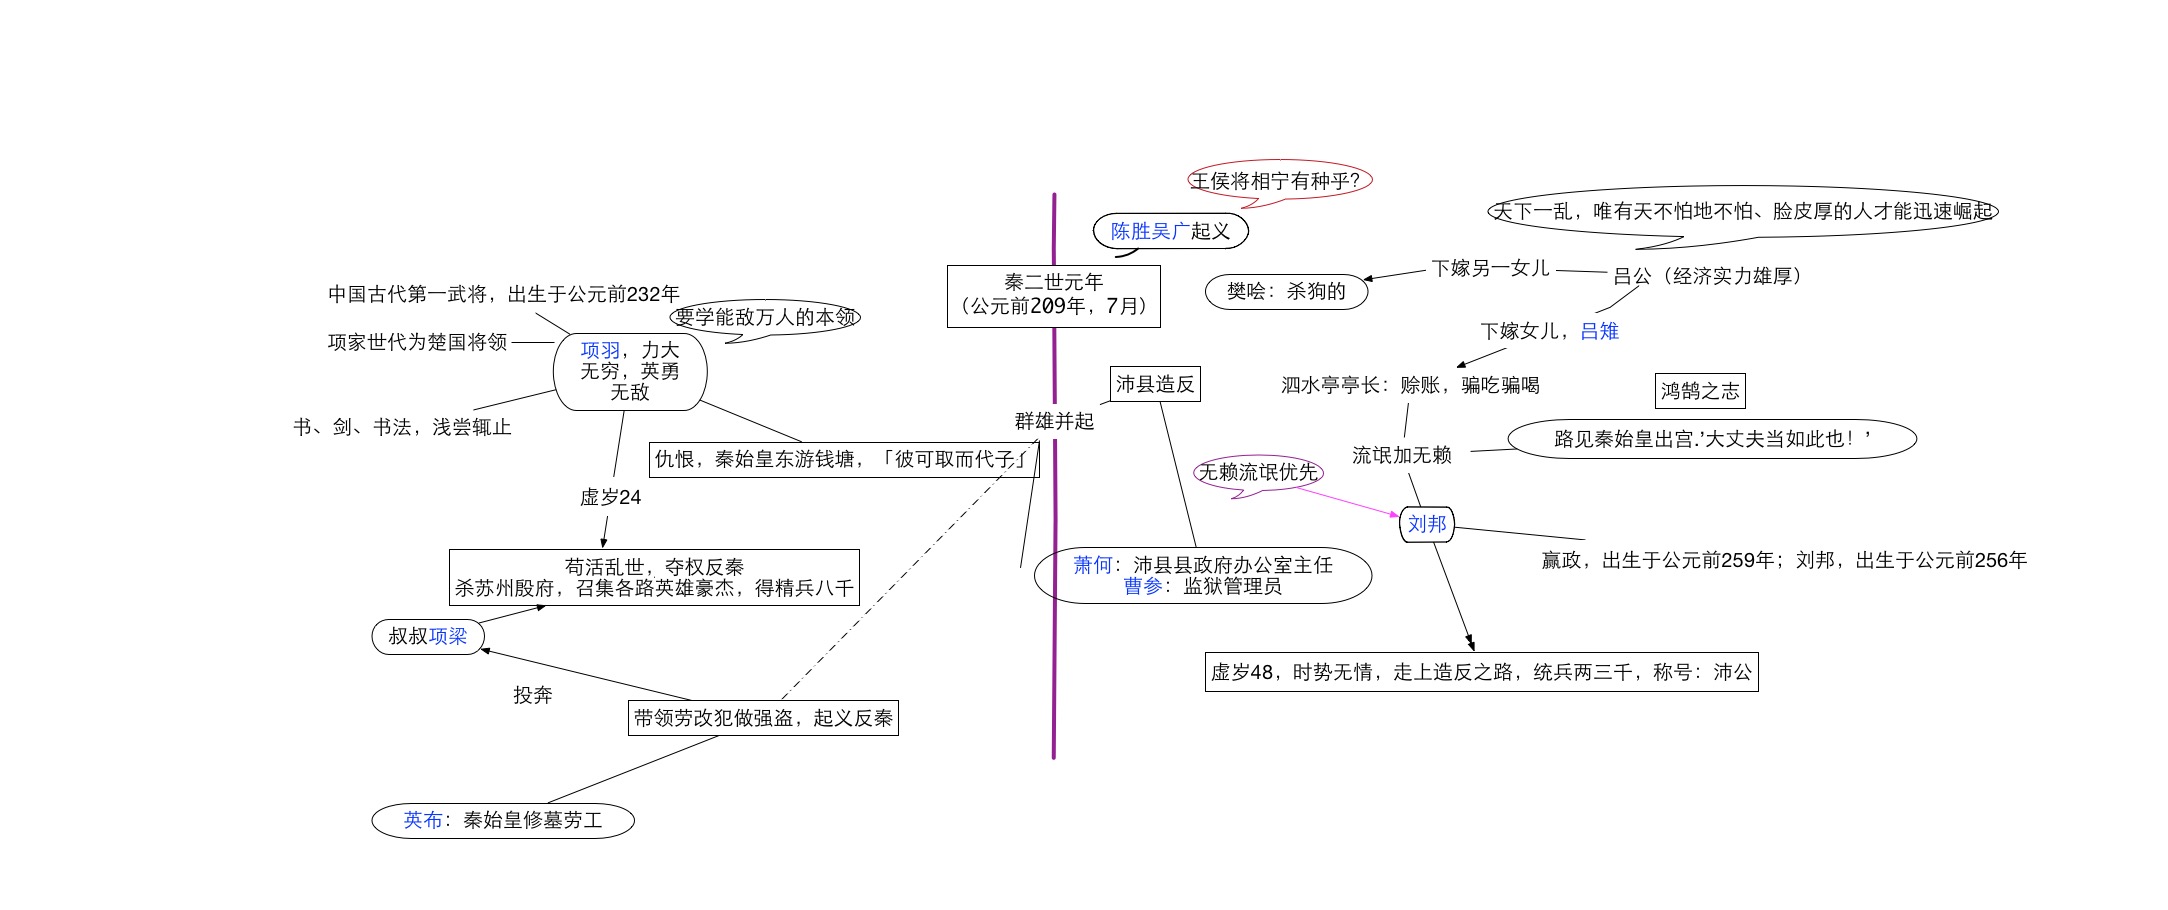 王侯将相宁有种乎？
陈胜吴广起义
秦二世元年
（公元前209年，7月）
群雄并起
中国古代第一武将，出生于公元前232年
项家世代为楚国将领
书、剑、书法，浅尝辄止
要学能敌万人的本领
项羽，力大
无穷，英勇
无敌
仇恨，秦始皇东游钱塘，「彼可取而代子」
虚岁24
苟活乱世，夺权反秦
杀苏州殷府，召集各路英雄豪杰，得精兵八千
叔叔项梁
投奔
带领劳改犯做强盗，起义反秦
英布：秦始皇修墓劳工
天下一乱，唯有天不怕地不怕、脸皮厚的人才能迅速崛起
吕公（经济实力雄厚）
下嫁另一女儿
樊哙：杀狗的
下嫁女儿，吕雉
沛县造反
泗水亭亭长：赊账，骗吃骗喝
鸿鹄之志
路见秦始皇出宫.’大丈夫当如此也！’
流氓加无赖
无赖流氓优先
刘邦
萧何：沛县县政府办公室主任
曹参：监狱管理员
嬴政，出生于公元前259年；刘邦，出生于公元前256年
虚岁48，时势无情，走上造反之路，统兵两三千，称号：沛公